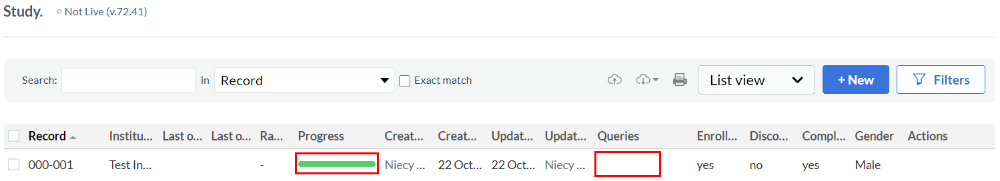 Study. Not Live (v.72.41)
Search: in Record Exact match List view + New Filters
Record Institu... Last o... Last o... Ra... Progress Creat... Creat... Updat... Updat... Queries Enroll... Disco... Compl... Gender Actions
000-001 Test In... - Niecy ... 22 Oct... 22 Oct... Niecy ... yes no yes Male